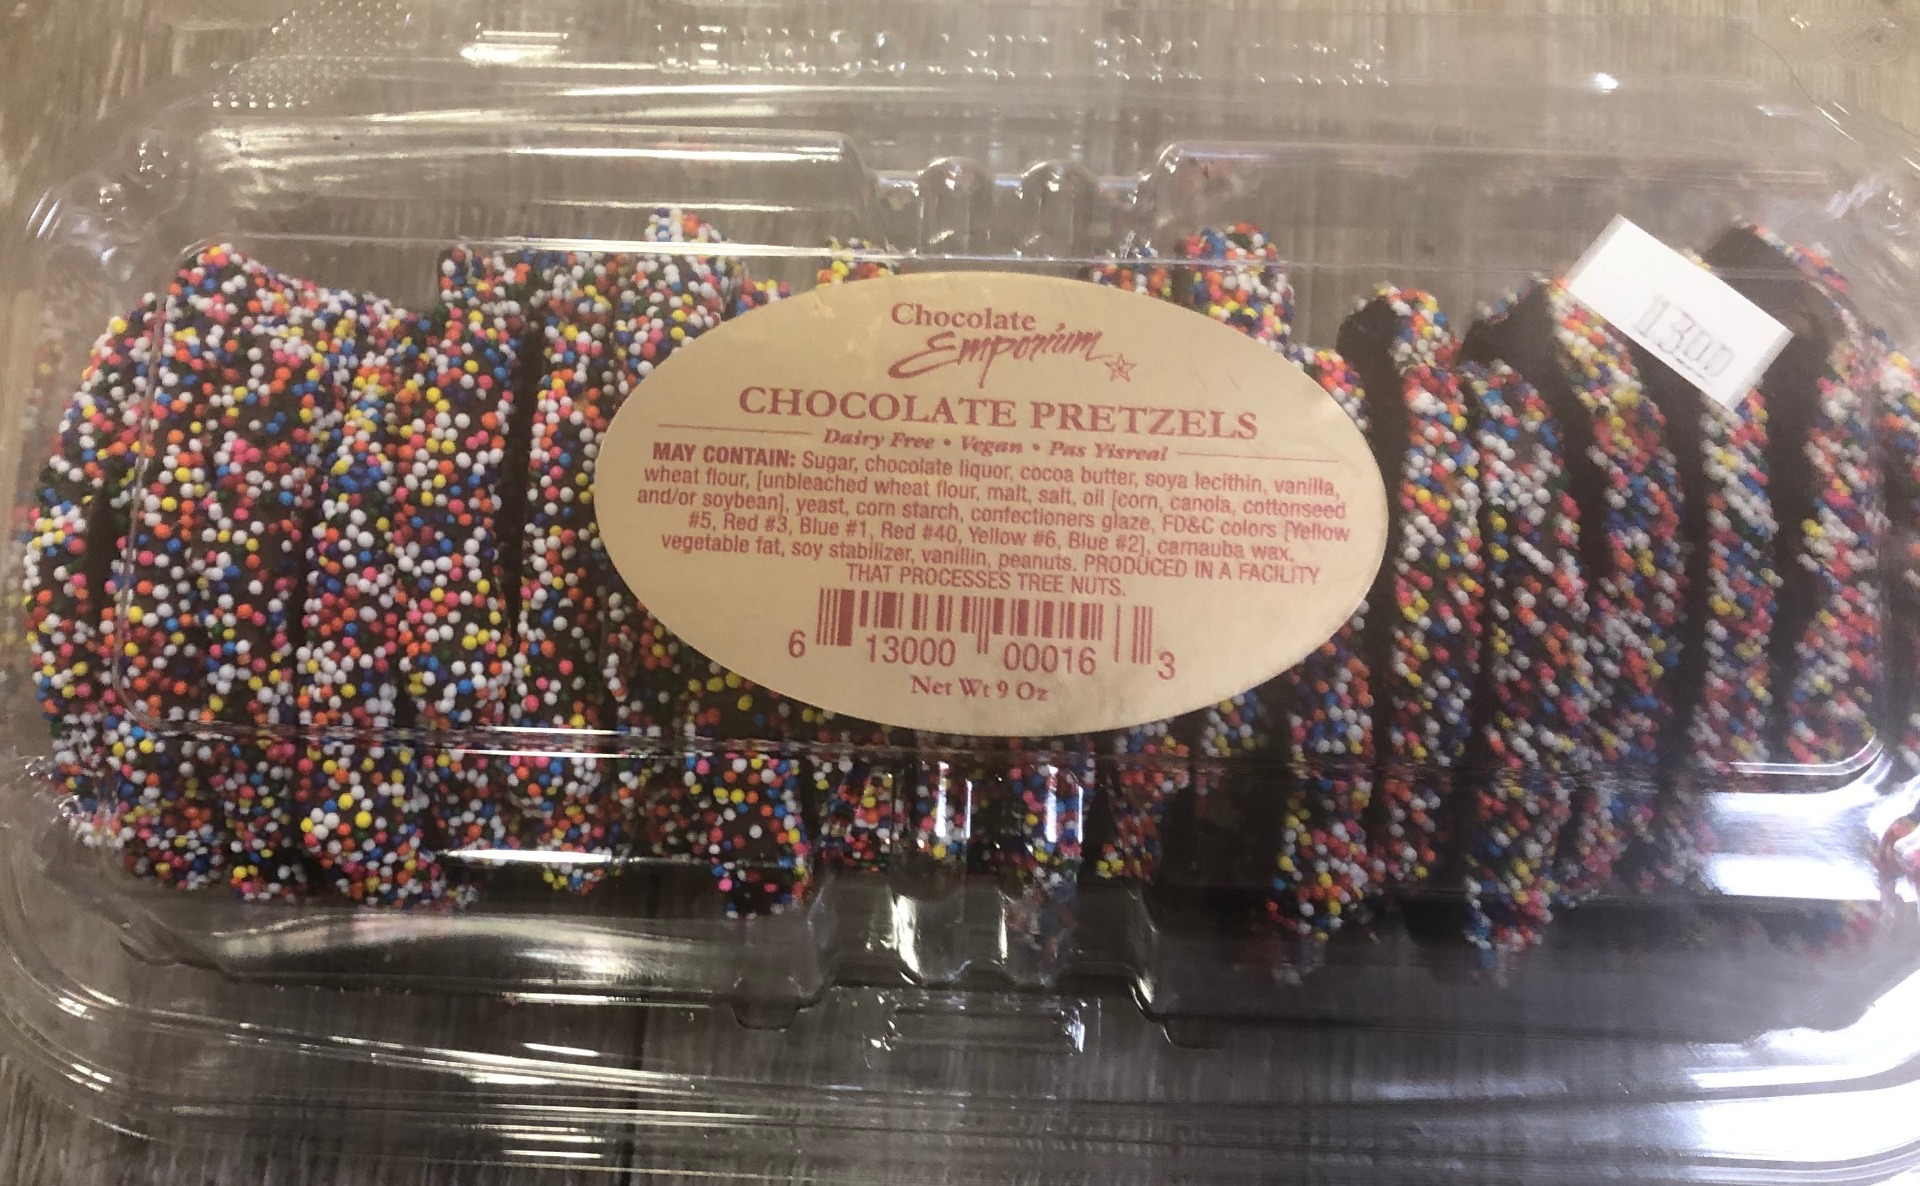 Chocolate
Emporium
CHOCOLATE PRETZELS
Dairy Free • Vegan • Pas Yisreal
MAY CONTAIN: Sugar, chocolate liquor, cocoa butter, soya lecithin, vanilla,
wheat flour, [unbleached wheat flour, malt, salt, oil [corn, canola, cottonseed
and/or soybean], yeast, corn starch, confectioners glaze, FD&C colors [Yellow
#5, Red #3, Blue #1, Red #40, Yellow #6, Blue #2], carnauba wax,
vegetable fat, soy stabilizer, vanillin, peanuts. PRODUCED IN A FACILITY
THAT PROCESSES TREE NUTS.
6 13000 00016 3
Net Wt 9 Oz
1300